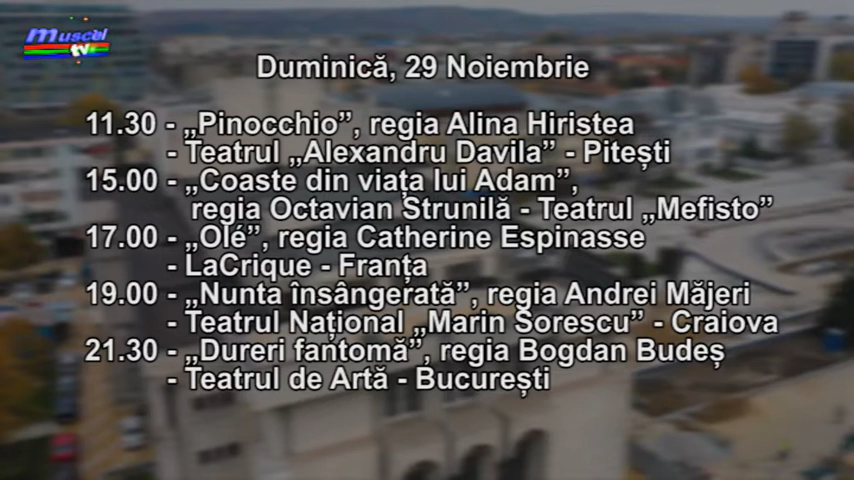 Muscel
tv
Duminică, 29 Noiembrie
11.30 - „Pinocchio”, regia Alina Hiristea
- Teatrul „Alexandru Davila” - Pitești
15.00 - „Coaste din viața lui Adam”,
regia Octavian Strunilă - Teatrul „Mefisto”
17.00 - „Olé”, regia Catherine Espinasse
- LaCrique - Franța
19.00 - „Nunta însângerată”, regia Andrei Măjeri
- Teatrul Național „Marin Sorescu” - Craiova
21.30 - „Dureri fantomă”, regia Bogdan Budeș
- Teatrul de Artă - București